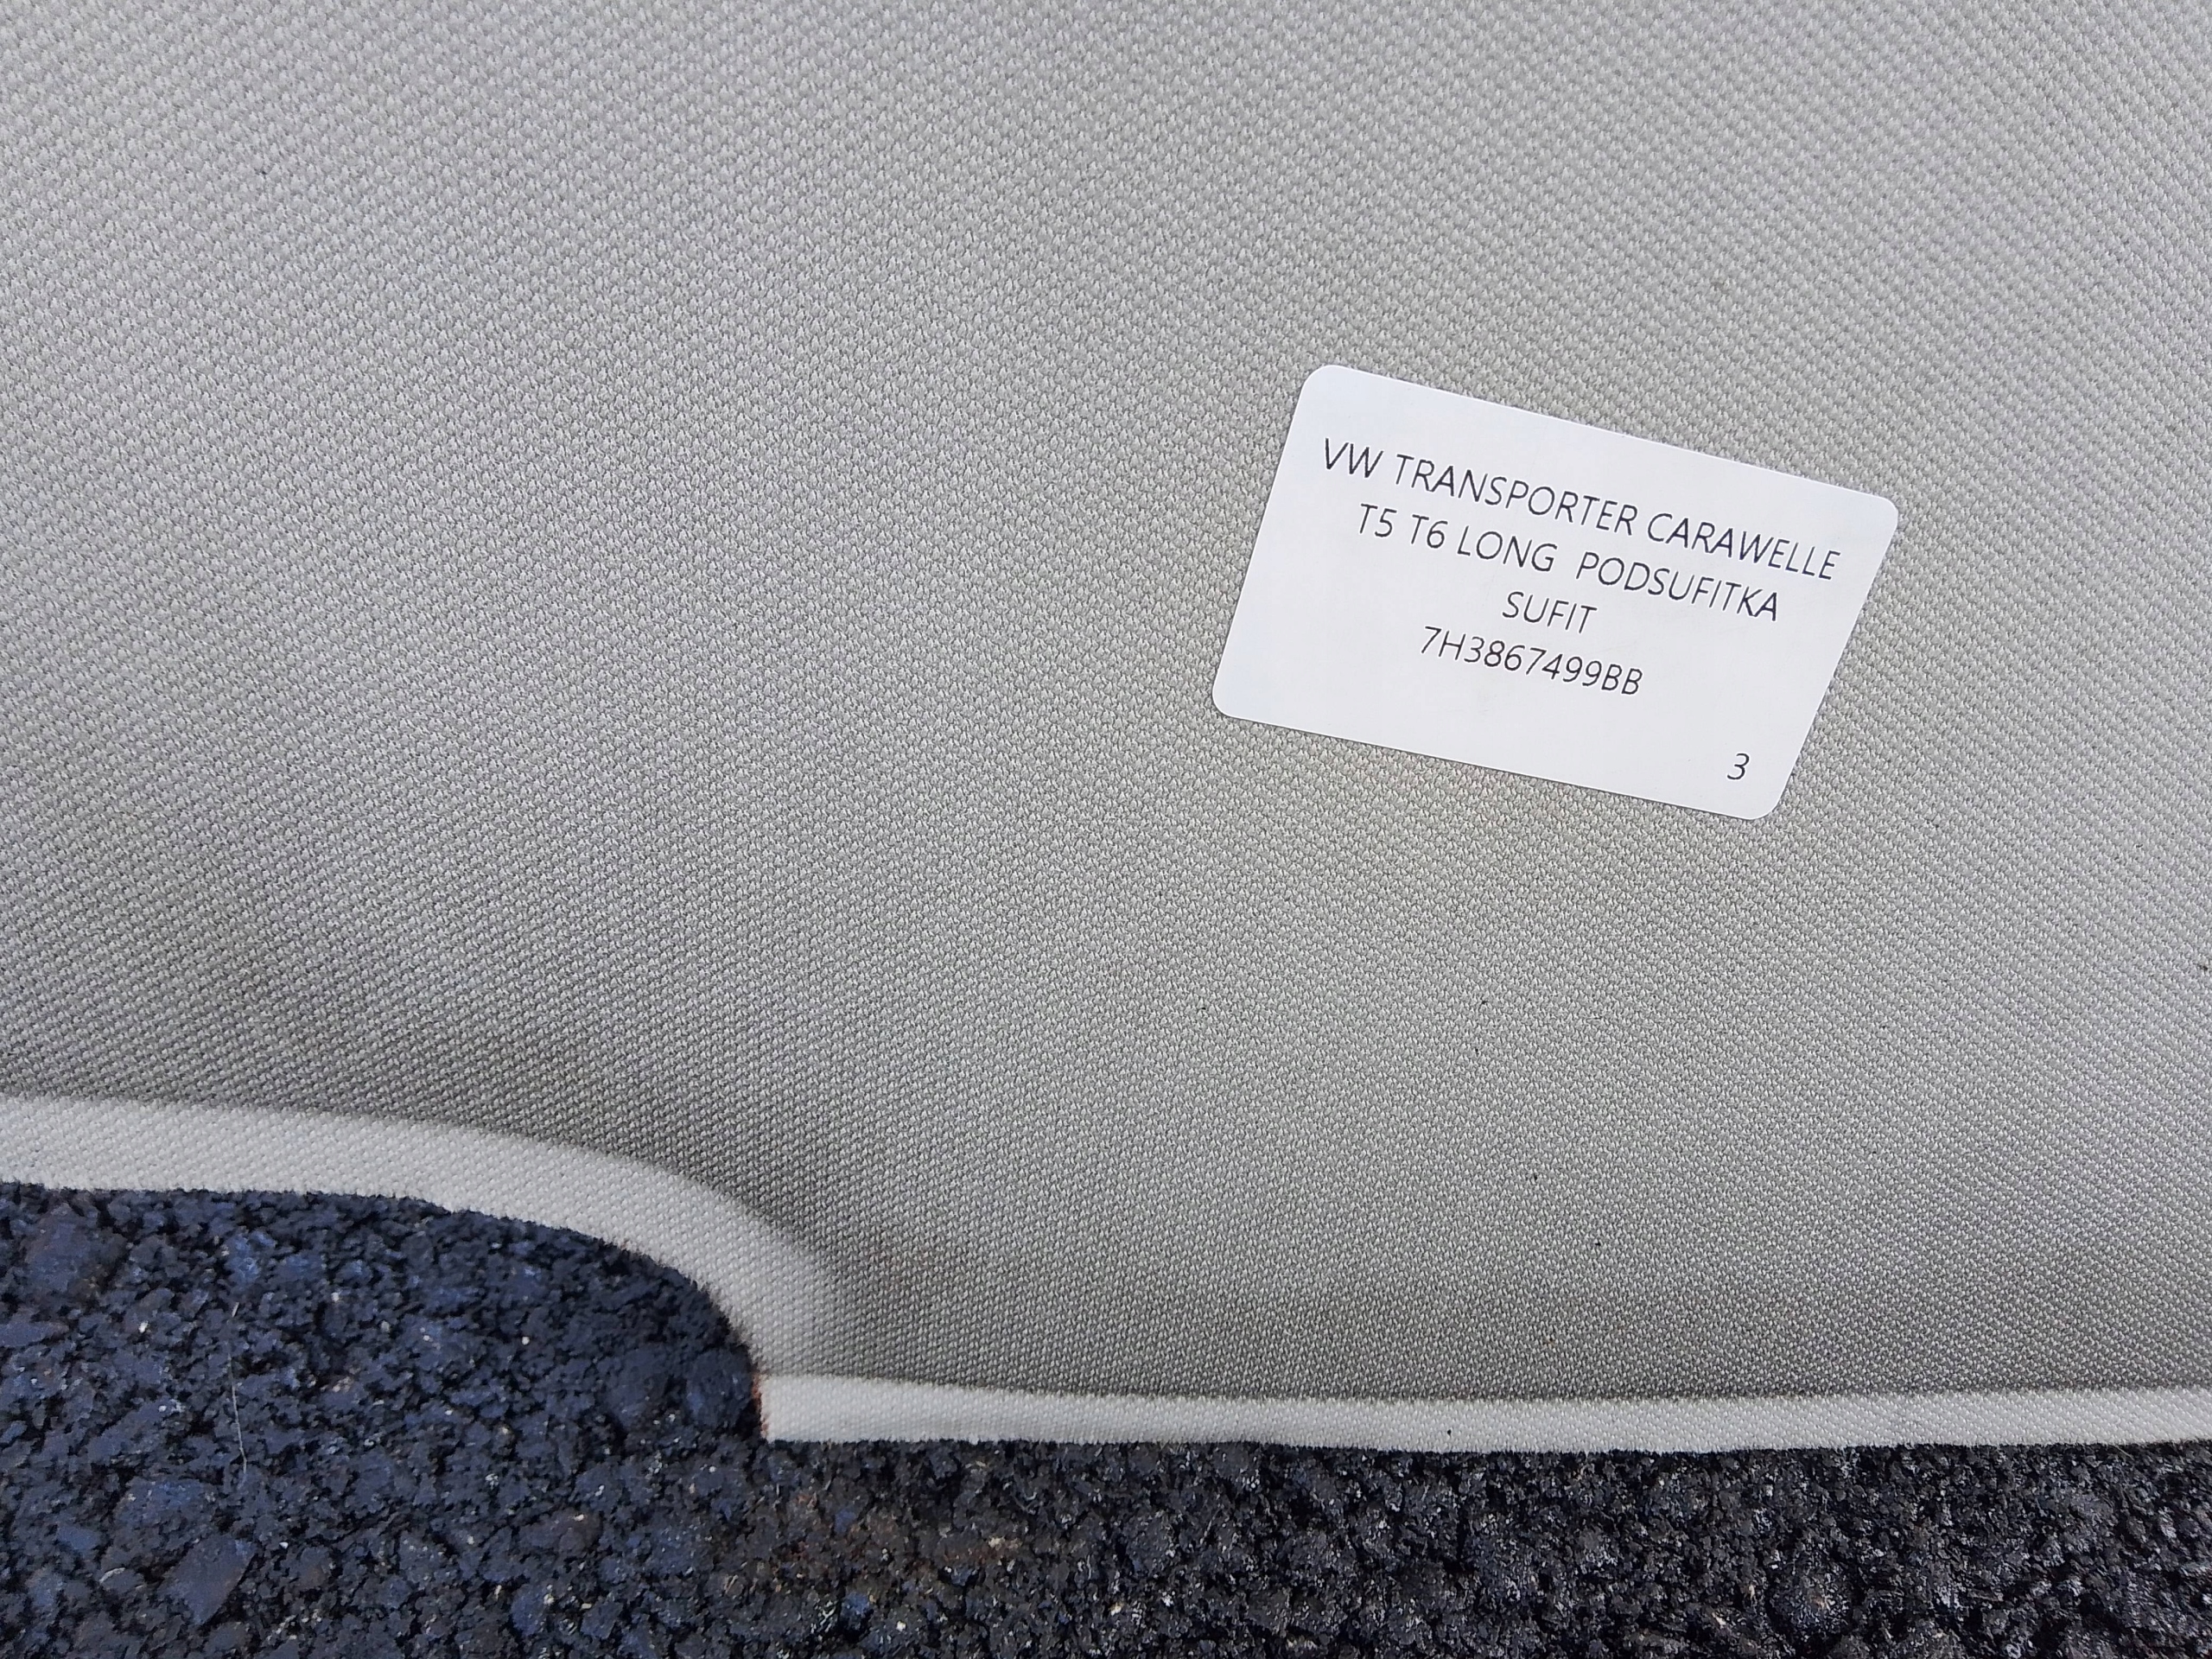 VW TRANSPORTER CARAWELLE
T5 T6 LONG PODSUFITKA
SUFIT
7H3867499BB
3